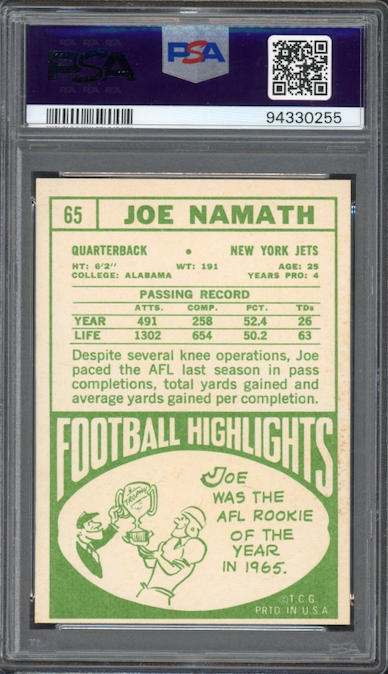 PSA
PSA
94330255
65 JOE NAMATH
QUARTERBACK • NEW YORK JETS
HT: 6'2" WT: 191 AGE: 25
COLLEGE: ALABAMA YEARS PRO: 4
PASSING RECORD
ATTS. COMP. PCT. TDs
YEAR 491 258 52.4 26
LIFE 1302 654 50.2 63
Despite several knee operations, Joe
paced the AFL last season in pass
completions, total yards gained and
average yards gained per completion.
FOOTBALL HIGHLIGHTS
TROPHY
JOE
WAS THE
AFL ROOKIE
OF THE
YEAR
IN 1965.
©T.C.G.
PRTD IN U.S.A
PSA